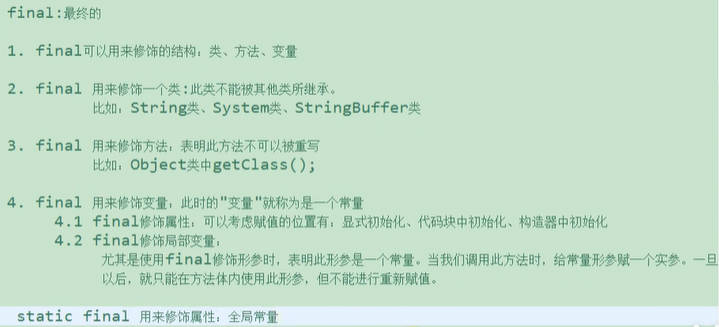 final:最终的
1. final可以用来修饰的结构：类、方法、变量
2. final 用来修饰一个类:此类不能被其他类所继承。
比如：String类、System类、StringBuffer类
3. final 用来修饰方法：表明此方法不可以被重写
比如：Object类中getClass();
4. final 用来修饰变量：此时的"变量"就称为是一个常量
4.1 final修饰属性：可以考虑赋值的位置有：显式初始化、代码块中初始化、构造器中初始化
4.2 final修饰局部变量：
尤其是使用final修饰形参时，表明此形参是一个常量。当我们调用此方法时，给常量形参赋一个实参。一旦
以后，就只能在方法体内使用此形参，但不能进行重新赋值。
static final 用来修饰属性：全局常量